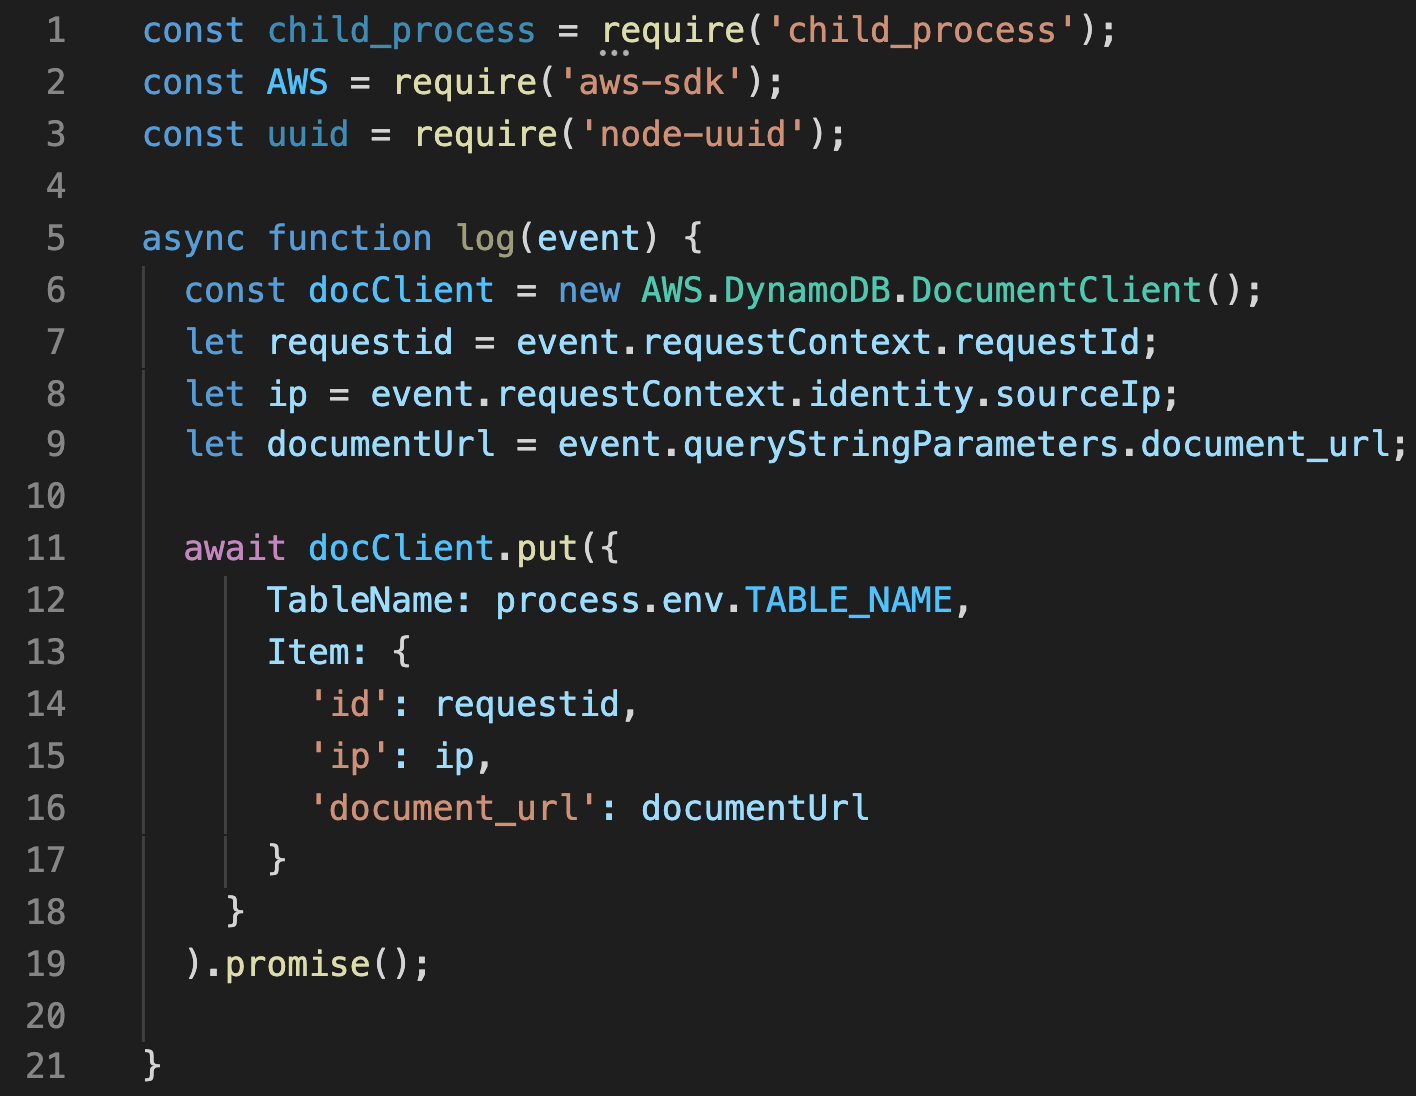 1 const child_process = require('child_process');
2 const AWS = require('aws-sdk');
3 const uuid = require('node-uuid');
4
5 async function log(event) {
6 const docClient = new AWS.DynamoDB.DocumentClient();
7 let requestid = event.requestContext.requestId;
8 let ip = event.requestContext.identity.sourceIp;
9 let documentUrl = event.queryStringParameters.document_url;
10
11 await docClient.put({
12 TableName: process.env.TABLE_NAME,
13 Item: {
14 'id': requestid,
15 'ip': ip,
16 'document_url': documentUrl
17 }
18 }
19 ).promise();
20
21 }